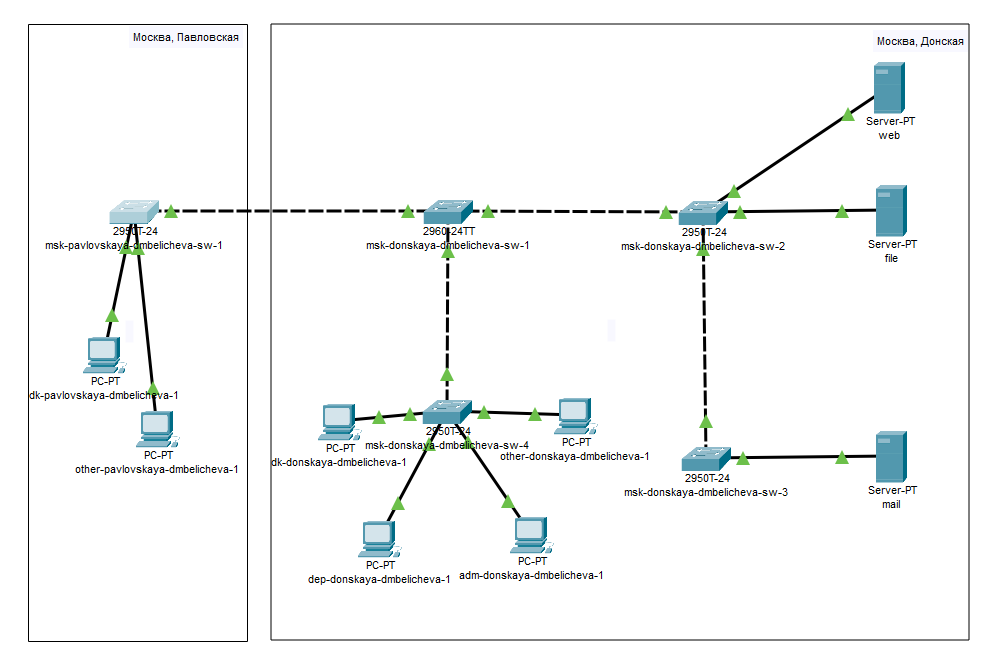 Москва, Павловская
Москва, Донская
Server-PT
web
2950T-24
msk-pavlovskaya-dmbelicheva-sw-1
2960-24TT
msk-donskaya-dmbelicheva-sw-1
2950T-24
msk-donskaya-dmbelicheva-sw-2
Server-PT
file
PC-PT
dk-pavlovskaya-dmbelicheva-1
PC-PT
other-pavlovskaya-dmbelicheva-1
2950T-24
msk-donskaya-dmbelicheva-sw-4
PC-PT
dk-donskaya-dmbelicheva-1
PC-PT
other-donskaya-dmbelicheva-1
2950T-24
msk-donskaya-dmbelicheva-sw-3
Server-PT
mail
PC-PT
dep-donskaya-dmbelicheva-1
PC-PT
adm-donskaya-dmbelicheva-1